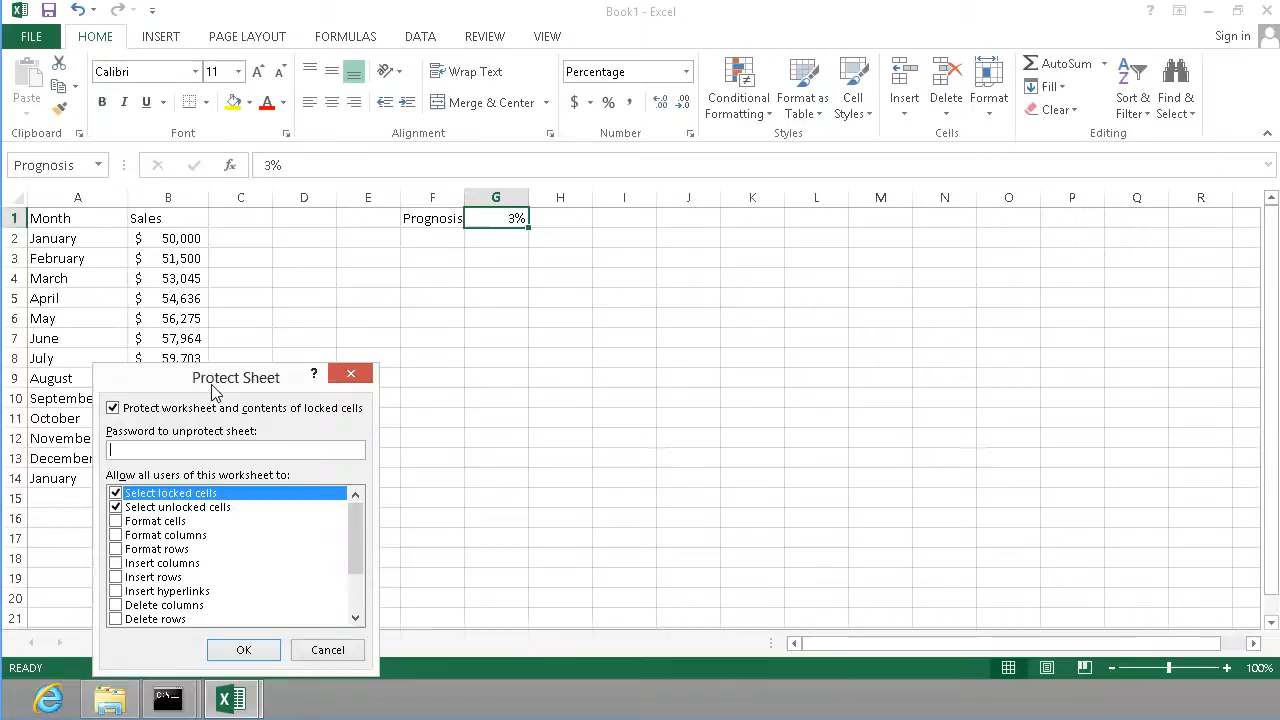 Book1 - Excel
?
FILE HOME INSERT PAGE LAYOUT FORMULAS DATA REVIEW VIEW Sign in
Paste
Clipboard
Calibri 11 A A
B I U A
Font
Wrap Text
Merge & Center
Alignment
Percentage
$ % ,
Number
Conditional Formatting
Format as Table
Cell Styles
Styles
Insert Delete Format
Cells
AutoSum
Fill
Clear
Sort & Filter
Find & Select
Editing
Prognosis fx 3%
A B C D E F G H I J K L M N O P Q R
1 Month Sales Prognosis 3%
2 January $ 50,000
3 February $ 51,500
4 March $ 53,045
5 April $ 54,636
6 May $ 56,275
7 June $ 57,964
8 July $ 59,703
9 August
10 Septembe
11 October
12 Novembe
13 December
14 January
15
16
17
18
19
20
21
Protect Sheet ?
Protect worksheet and contents of locked cells
Password to unprotect sheet:
Allow all users of this worksheet to:
Select locked cells
Select unlocked cells
Format cells
Format columns
Format rows
Insert columns
Insert rows
Insert hyperlinks
Delete columns
Delete rows
OK Cancel
READY 100%
C:\